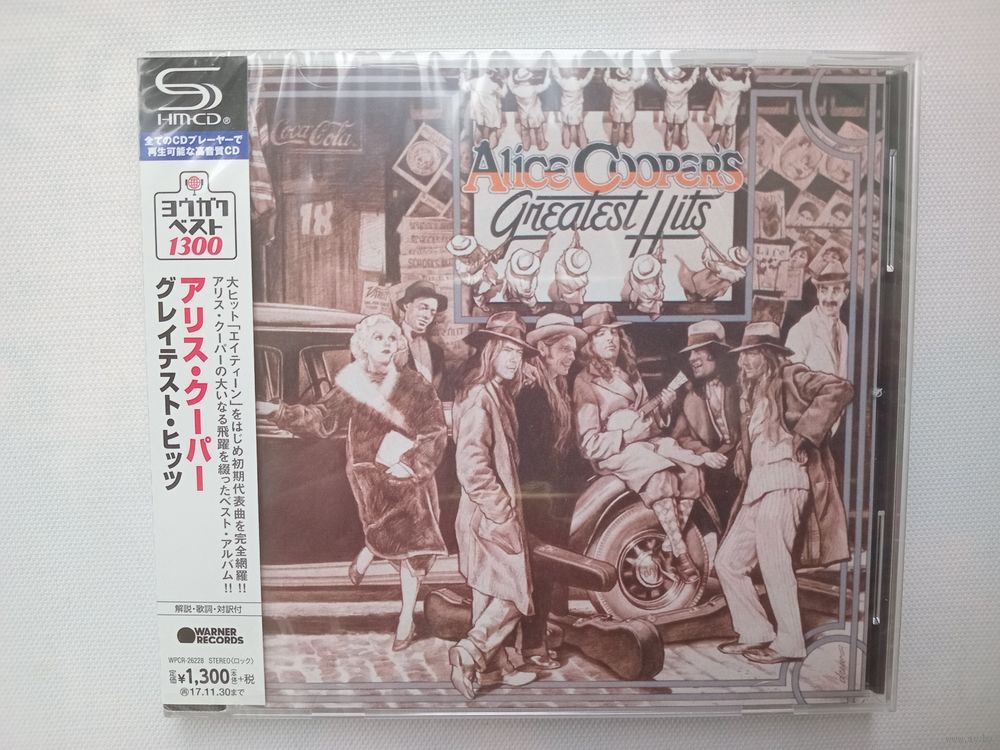 HM-CD®
全てのCDプレーヤーで
再生可能な高音質CD
ヨウガク
ベスト
1300
大ヒット「エイティーン」をはじめ初期代表曲を完全網羅!!
アリス・クーパーの大いなる飛躍を綴ったベスト・アルバム!!
アリス・クーパー
グレイテスト・ヒッツ
解説・歌詞・対訳付
WARNER
RECORDS
WPCR-26228 STEREO〈ロック〉
定価¥1,300(本体)+税
17.11.30まで
Coca-Cola
18
Alice Cooper's
Greatest Hits